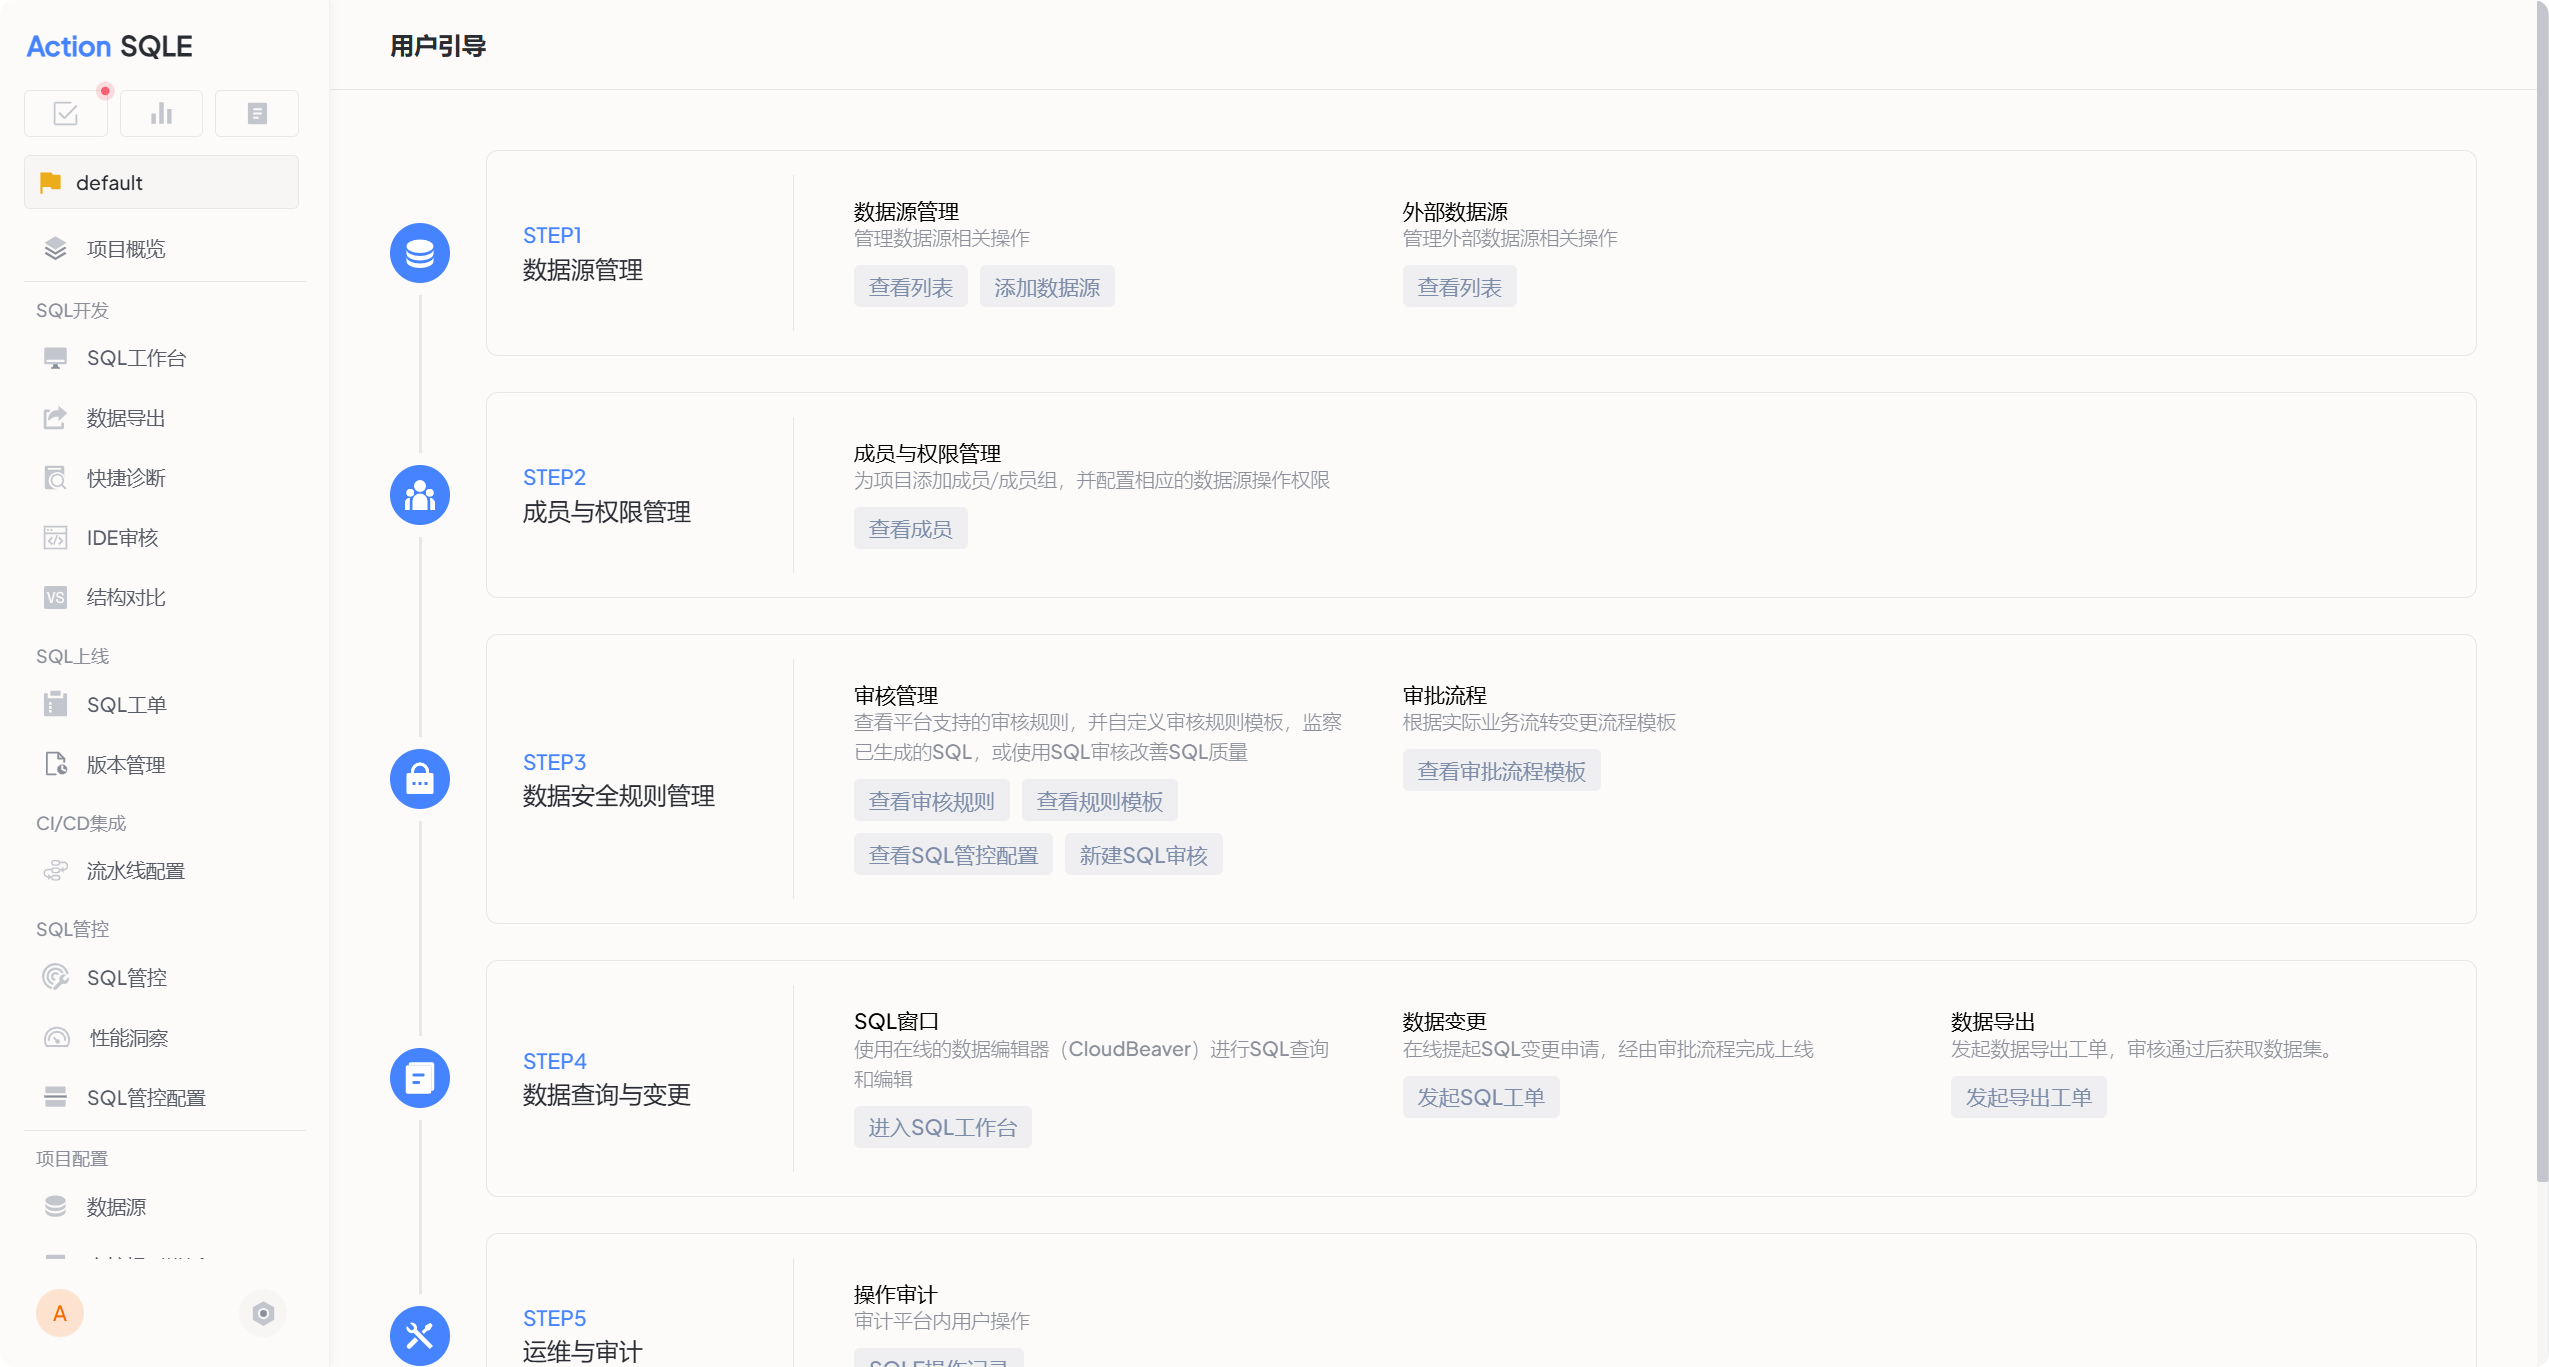 Action SQLE
default
项目概览
SQL开发
SQL工作台
数据导出
快捷诊断
IDE审核
VS
结构对比
SQL上线
SQL工单
版本管理
CI/CD集成
流水线配置
SQL管控
SQL管控
性能洞察
SQL管控配置
项目配置
数据源
A
用户引导
STEP1
数据源管理
数据源管理
管理数据源相关操作
查看列表 添加数据源
外部数据源
管理外部数据源相关操作
查看列表
STEP2
成员与权限管理
成员与权限管理
为项目添加成员/成员组，并配置相应的数据源操作权限
查看成员
STEP3
数据安全规则管理
审核管理
查看平台支持的审核规则，并自定义审核规则模板，监察
已生成的SQL，或使用SQL审核改善SQL质量
查看审核规则 查看规则模板
查看SQL管控配置 新建SQL审核
审批流程
根据实际业务流转变更流程模板
查看审批流程模板
STEP4
数据查询与变更
SQL窗口
使用在线的数据编辑器（CloudBeaver）进行SQL查询
和编辑
进入SQL工作台
数据变更
在线提起SQL变更申请，经由审批流程完成上线
发起SQL工单
数据导出
发起数据导出工单，审核通过后获取数据集。
发起导出工单
STEP5
运维与审计
操作审计
审计平台内用户操作
SQLE操作记录